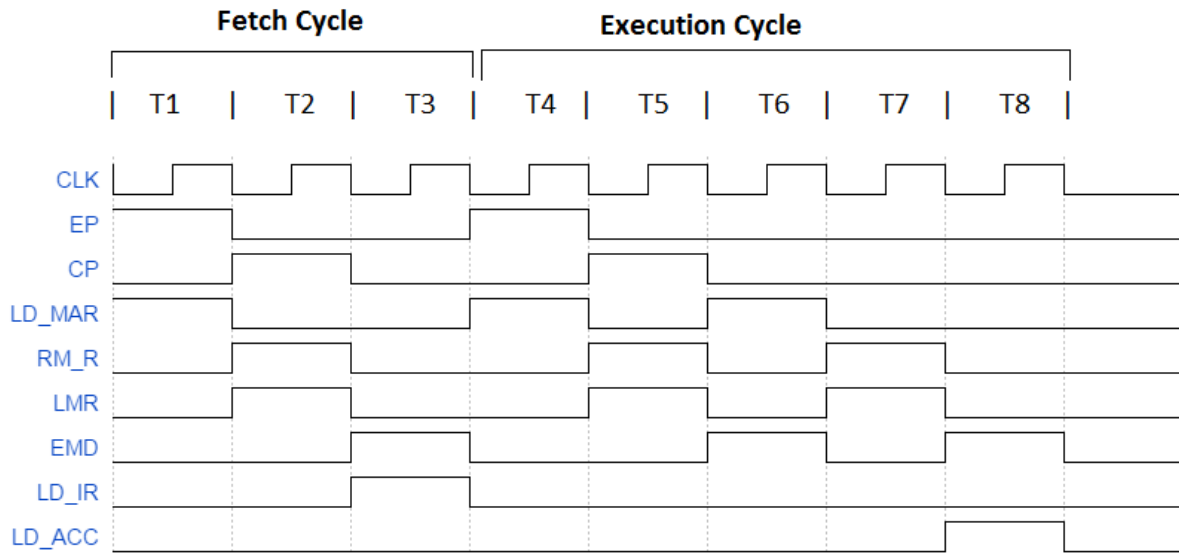 Fetch Cycle Execution Cycle
| T1 | T2 | T3 | T4 | T5 | T6 | T7 | T8 |
CLK
EP
CP
LD_MAR
RM_R
LMR
EMD
LD_IR
LD_ACC